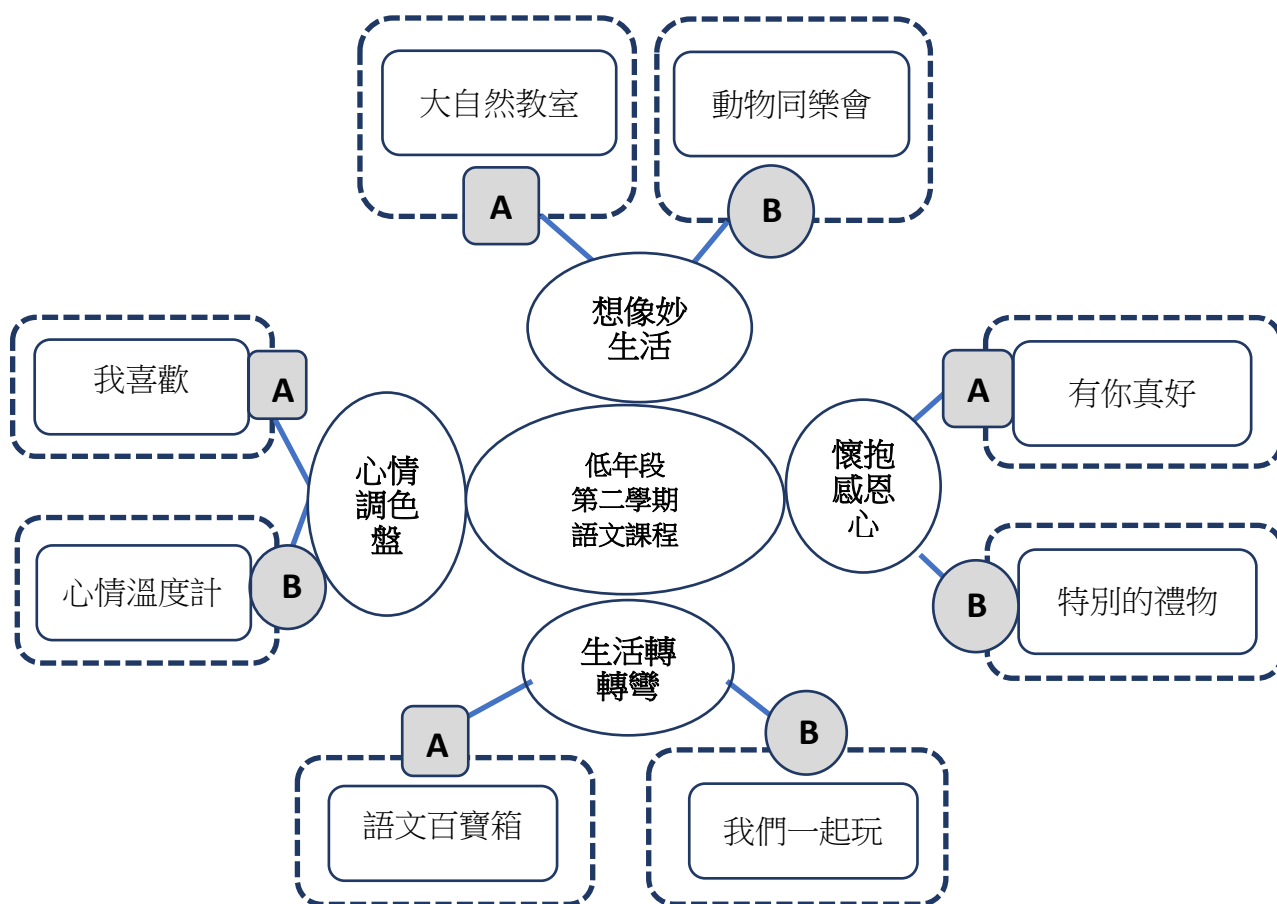 大自然教室
動物同樂會
A
B
想像妙
生活
我喜歡
A
A
有你真好
心情
調色
盤
低年段
第二學期
語文課程
懷抱
感恩
心
心情溫度計
B
B
特別的禮物
生活轉
轉彎
A
B
語文百寶箱
我們一起玩